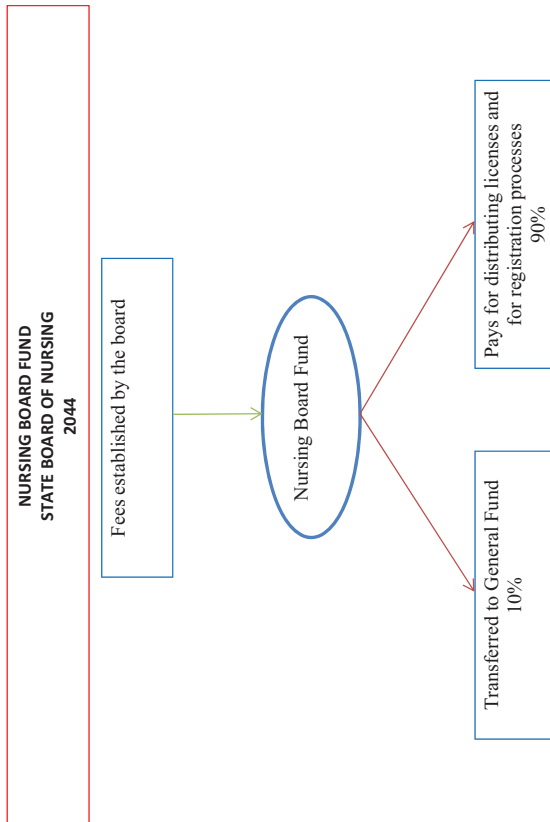 NURSING BOARD FUND
STATE BOARD OF NURSING
2044
Fees established by the board
Nursing Board Fund
Transferred to General Fund
10%
Pays for distributing licenses and
for registration processes
90%